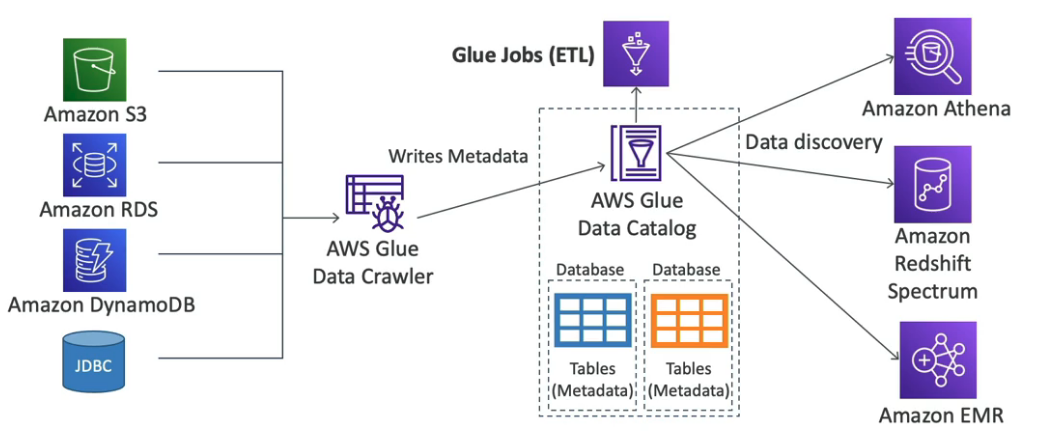 Amazon S3
Amazon RDS
Amazon DynamoDB
JDBC
AWS Glue
Data Crawler
Writes Metadata
Glue Jobs (ETL)
AWS Glue
Data Catalog
Database
Tables
(Metadata)
Database
Tables
(Metadata)
Data discovery
Amazon Athena
Amazon
Redshift
Spectrum
Amazon EMR